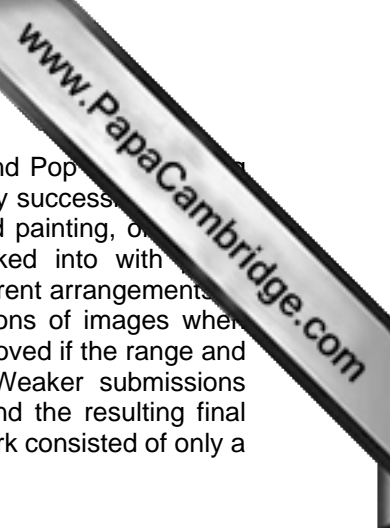 www.PapaCambridge.com
nd Pop
y success
d painting, o
ked into with
rent arrangements
ons of images when
oved if the range and
Weaker submissions
nd the resulting final
rk consisted of only a